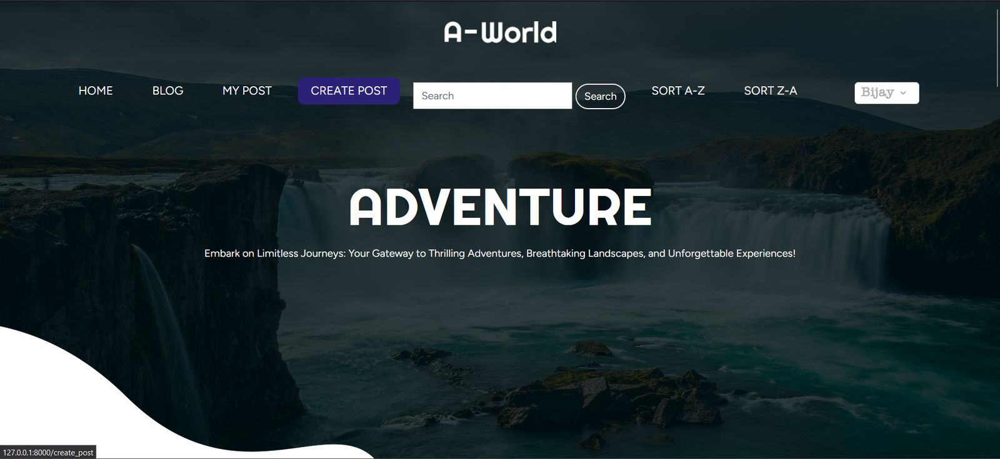 A-World
HOME BLOG MY POST CREATE POST Search Search SORT A-Z SORT Z-A Bijay
ADVENTURE
Embark on Limitless Journeys: Your Gateway to Thrilling Adventures, Breathtaking Landscapes, and Unforgettable Experiences!
127.0.0.1:8000/create_post